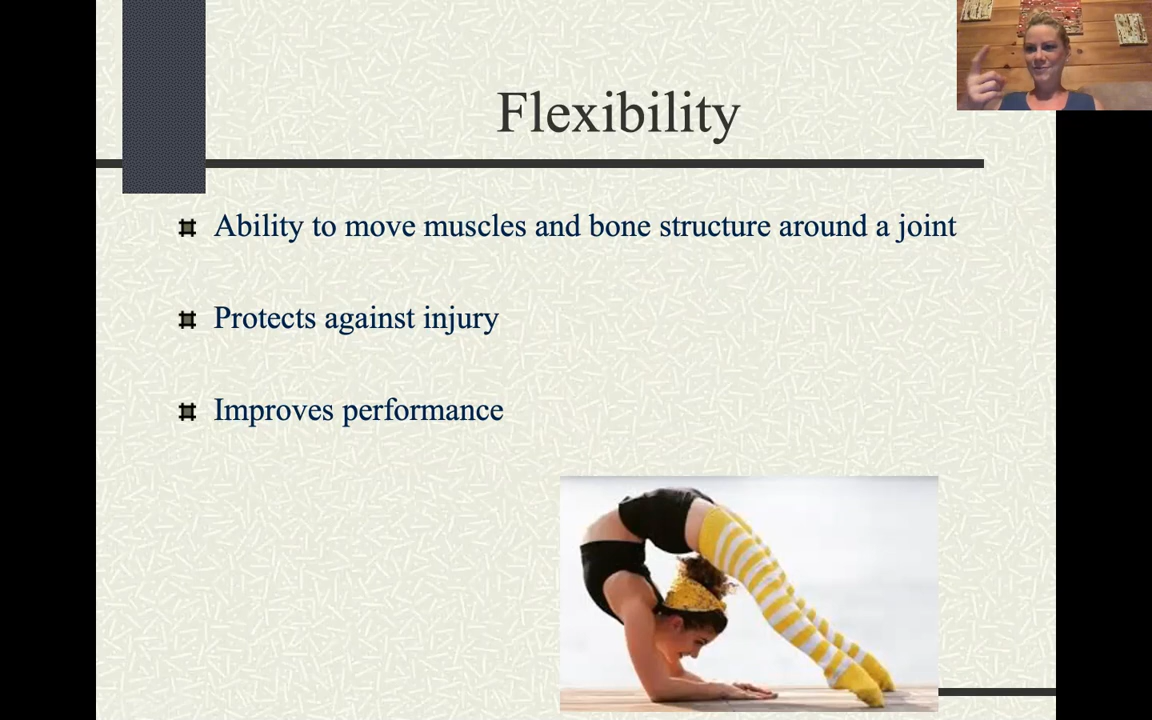 Flexibility
Ability to move muscles and bone structure around a joint
Protects against injury
Improves performance